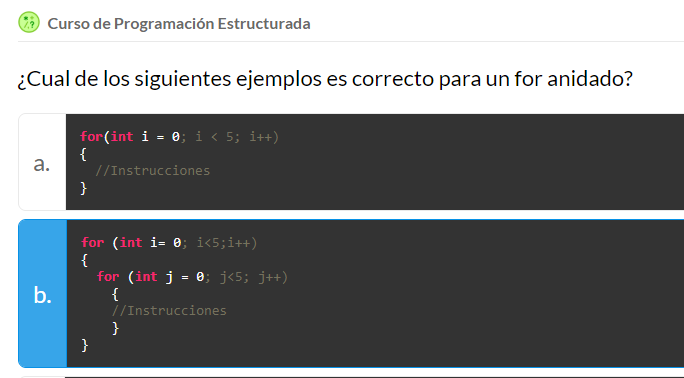 Curso de Programación Estructurada
¿Cual de los siguientes ejemplos es correcto para un for anidado?
a.
for(int i = 0; i < 5; i++)
{
//Instrucciones
}
b.
for (int i= 0; i<5;i++)
{
for (int j = 0; j<5; j++)
{
//Instrucciones
}
}